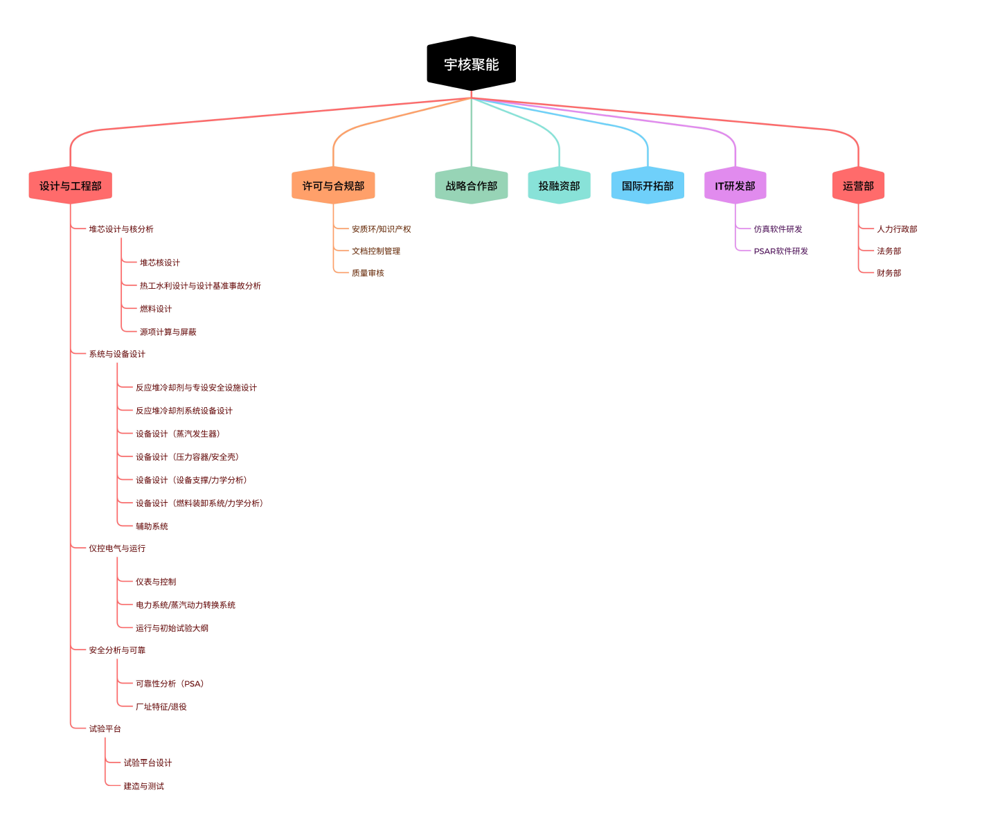 宇核聚能
设计与工程部
许可与合规部
战略合作部
投融资部
国际开拓部
IT研发部
运营部
堆芯设计与核分析
堆芯核设计
热工水利设计与设计基准事故分析
燃料设计
源项计算与屏蔽
系统与设备设计
反应堆冷却剂与专设安全设施设计
反应堆冷却剂系统设备设计
设备设计（蒸汽发生器）
设备设计（压力容器/安全壳）
设备设计（设备支撑/力学分析）
设备设计（燃料装卸系统/力学分析）
辅助系统
仪控电气与运行
仪表与控制
电力系统/蒸汽动力转换系统
运行与初始试验大纲
安全分析与可靠
可靠性分析（PSA）
厂址特征/退役
试验平台
试验平台设计
建造与测试
安质环/知识产权
文档控制管理
质量审核
仿真软件研发
PSAR软件研发
人力行政部
法务部
财务部